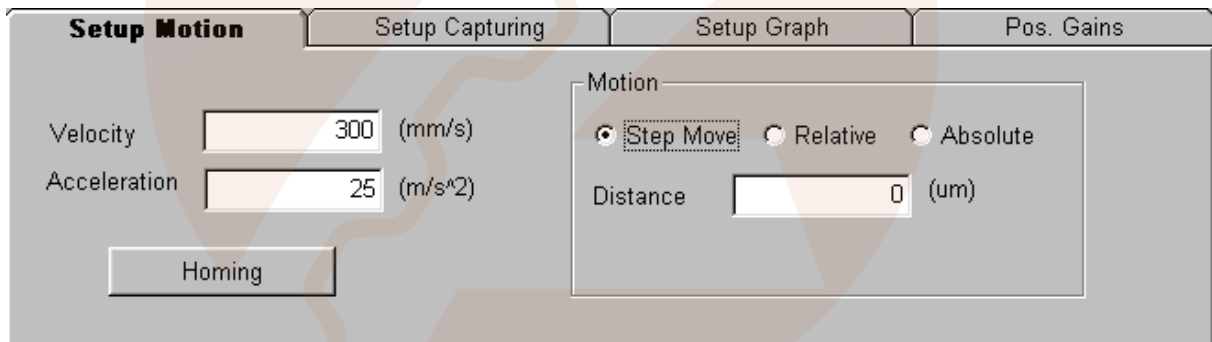 Setup Motion Setup Capturing Setup Graph Pos. Gains
Motion
Velocity 300 (mm/s)
Step Move Relative Absolute
Acceleration 25 (m/s^2)
Distance 0 (um)
Homing